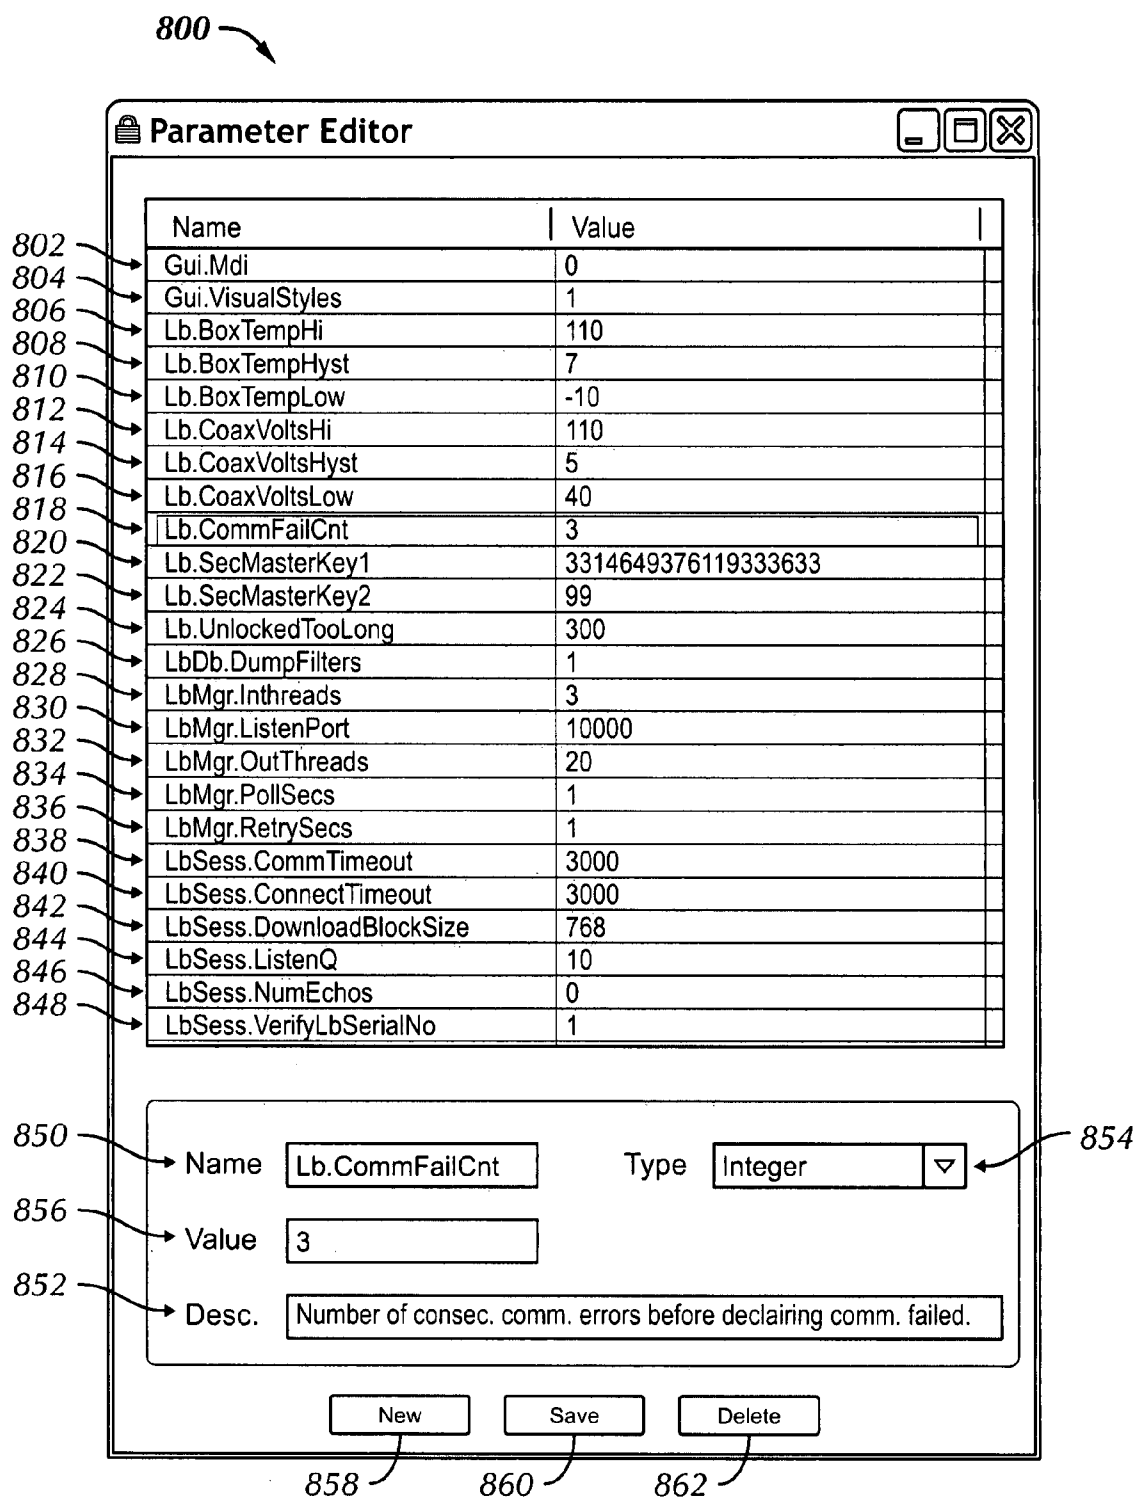 800
Parameter Editor
Name Value
802 Gui.Mdi 0
804 Gui.VisualStyles 1
806 Lb.BoxTempHi 110
808 Lb.BoxTempHyst 7
810 Lb.BoxTempLow -10
812 Lb.CoaxVoltsHi 110
814 Lb.CoaxVoltsHyst 5
816 Lb.CoaxVoltsLow 40
818 Lb.CommFailCnt 3
820 Lb.SecMasterKey1 3314649376119333633
822 Lb.SecMasterKey2 99
824 Lb.UnlockedTooLong 300
826 LbDb.DumpFilters 1
828 LbMgr.Inthreads 3
830 LbMgr.ListenPort 10000
832 LbMgr.OutThreads 20
834 LbMgr.PollSecs 1
836 LbMgr.RetrySecs 1
838 LbSess.CommTimeout 3000
840 LbSess.ConnectTimeout 3000
842 LbSess.DownloadBlockSize 768
844 LbSess.ListenQ 10
846 LbSess.NumEchos 0
848 LbSess.VerifyLbSerialNo 1
850 Name Lb.CommFailCnt Type Integer 854
856 Value 3
852 Desc. Number of consec. comm. errors before declairing comm. failed.
New Save Delete
858 860 862